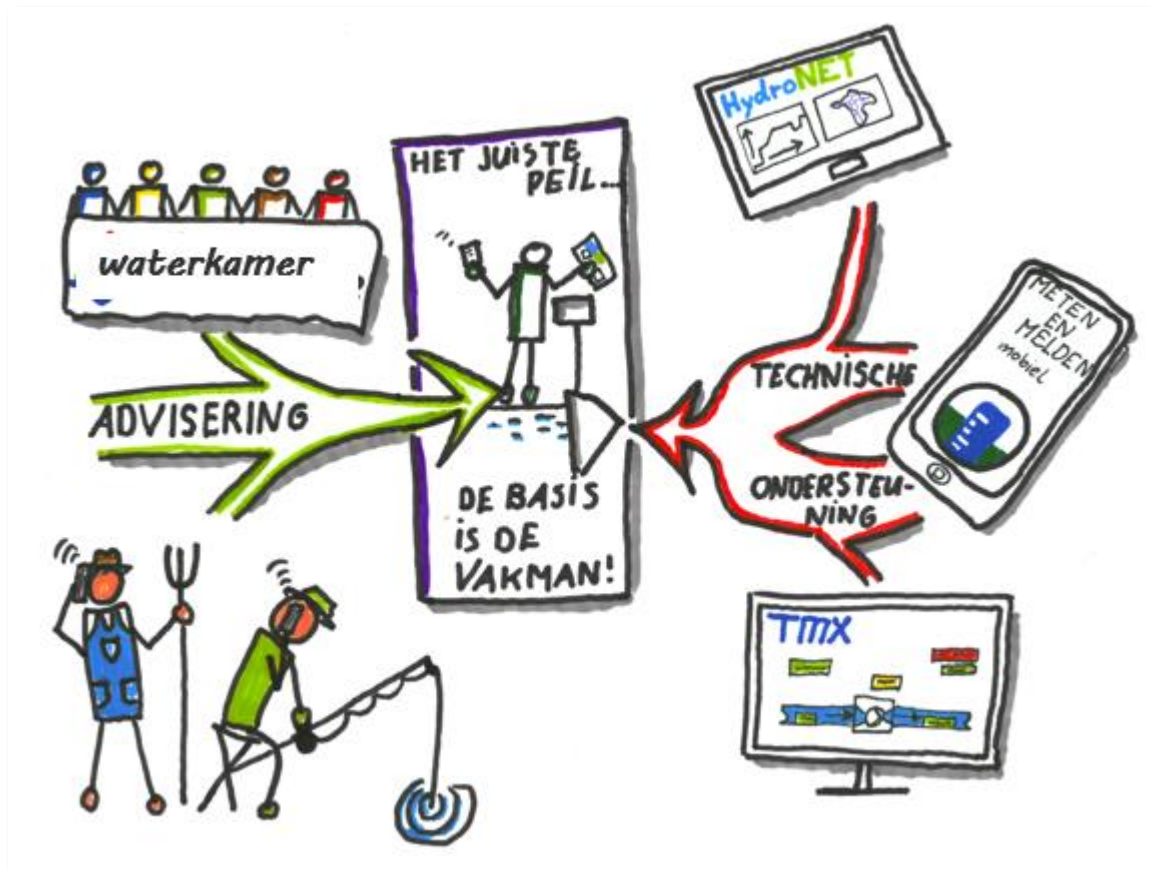 waterkamer
ADVISERING
HET JUISTE
PEIL...
DE BASIS
iS DE
VAKMAN!
HydroNET
TECHNISCHE
ONDERSTEU-
NING
METEN
EN
MELDEN
mobiel
TMX